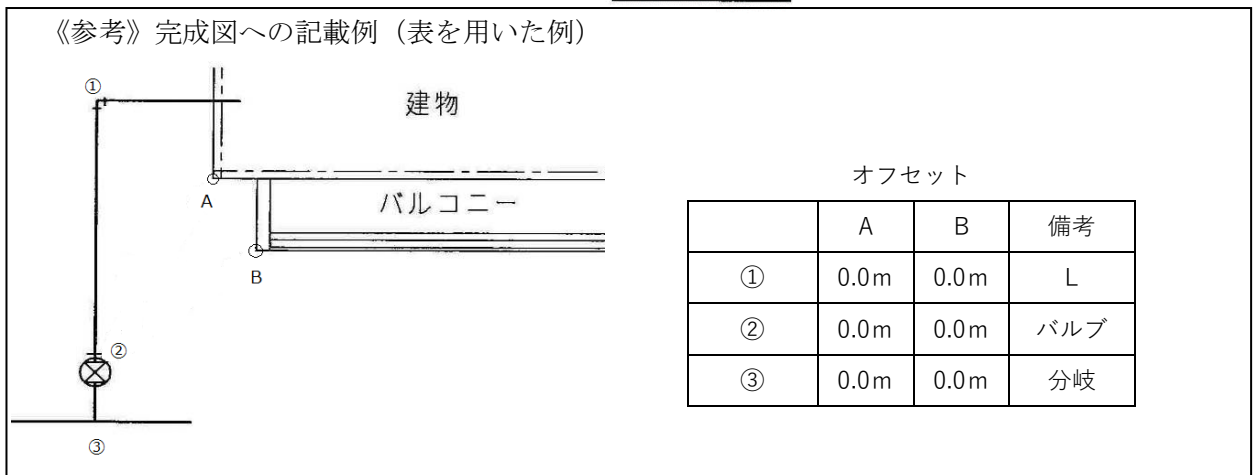 《参考》完成図への記載例（表を用いた例）
①
建物
A
バルコニー
B
②
③
オフセット
A B 備考
① 0.0m 0.0m L
② 0.0m 0.0m バルブ
③ 0.0m 0.0m 分岐